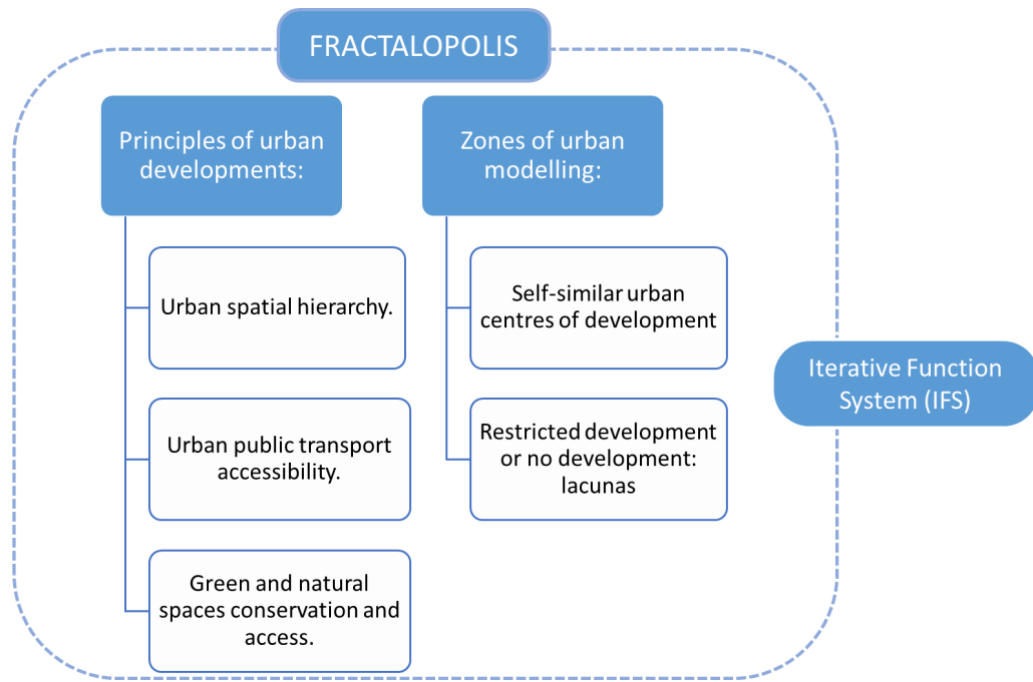 FRACTALOPOLIS
Principles of urban
developments:
Urban spatial hierarchy.
Urban public transport
accessibility.
Green and natural
spaces conservation and
access.
Zones of urban
modelling:
Self-similar urban
centres of development
Restricted development
or no development:
lacunas
Iterative Function
System (IFS)